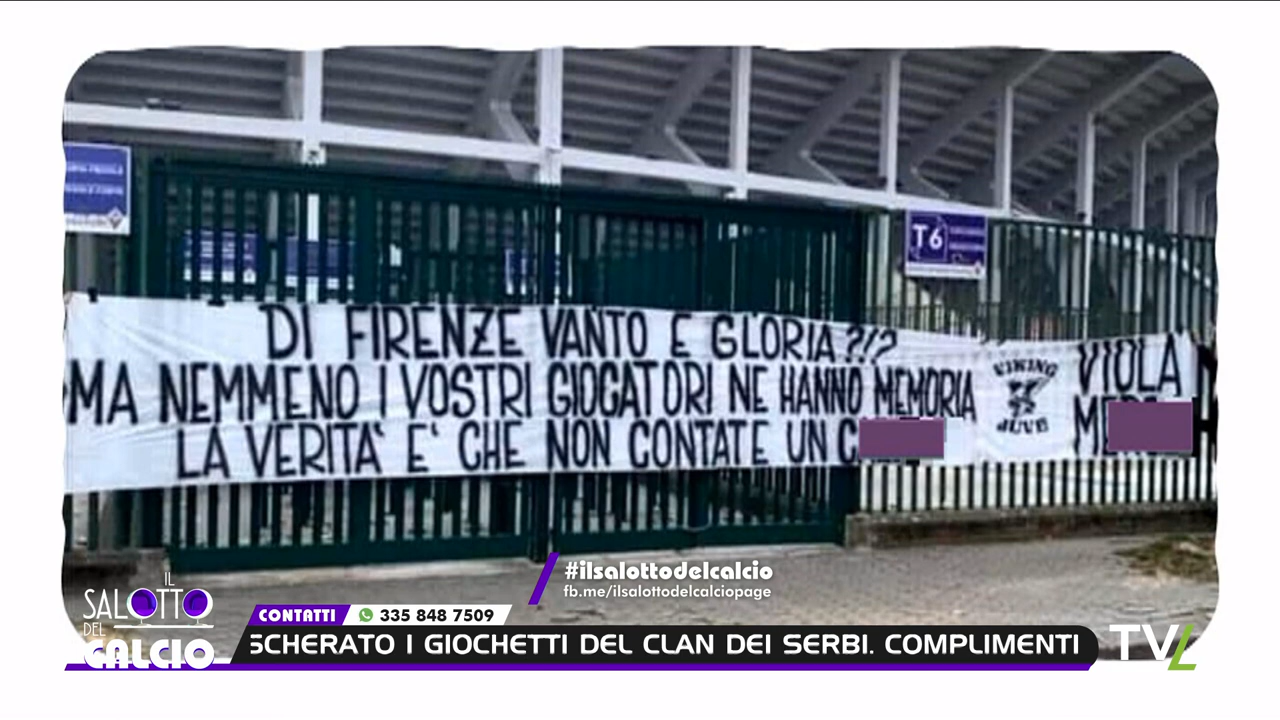 T6
DI FIRENZE VANTO E GLORIA?!?
MA NEMMENO I VOSTRI GIOCATORI NE HANNO MEMORIA
LA VERITA' E' CHE NON CONTATE UN C
VIKING
JUVE
VIOLA
ME
#ilsalottodelcalcio
fb.me/ilsalottodelcalciopage
IL
SALOTTO
DEL
CALCIO
CONTATTI 335 848 7509
SCHERATO I GIOCHETTI DEL CLAN DEI SERBI. COMPLIMENTI
TVL